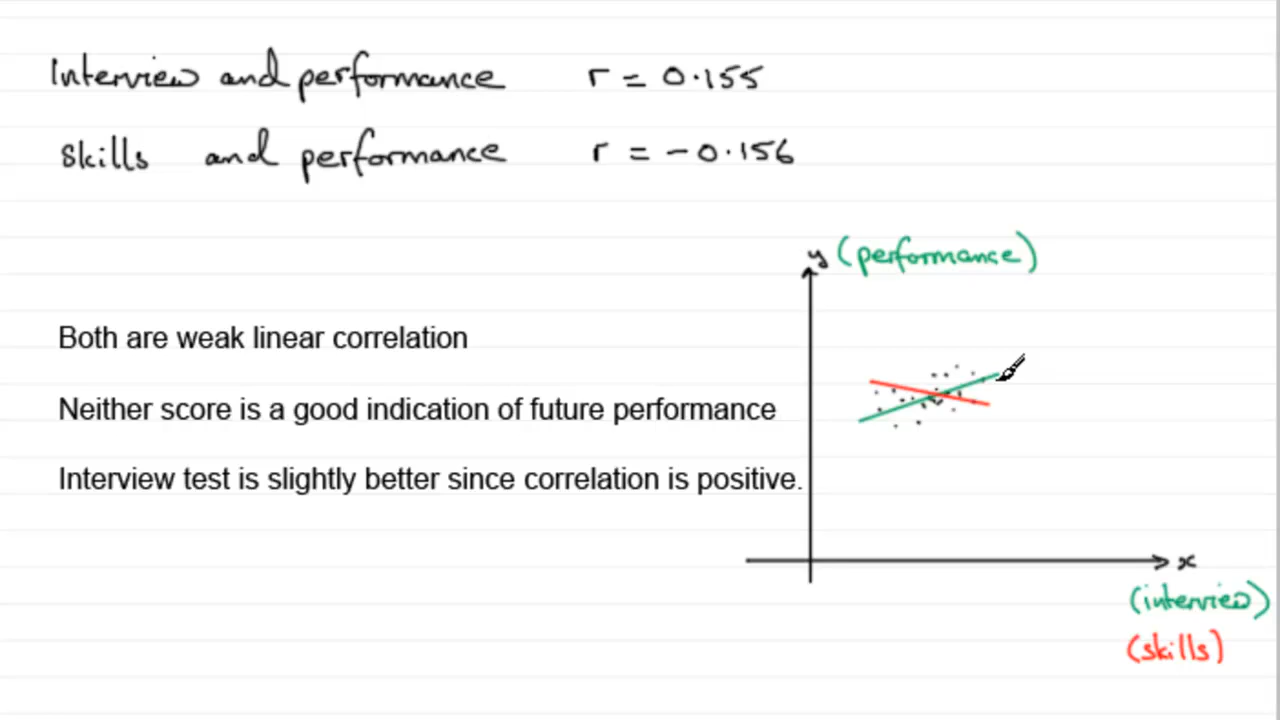 Interview and performance r = 0.155
Skills and performance r = -0.156
y (performance)
Both are weak linear correlation
Neither score is a good indication of future performance
Interview test is slightly better since correlation is positive.
x
(interview)
(skills)